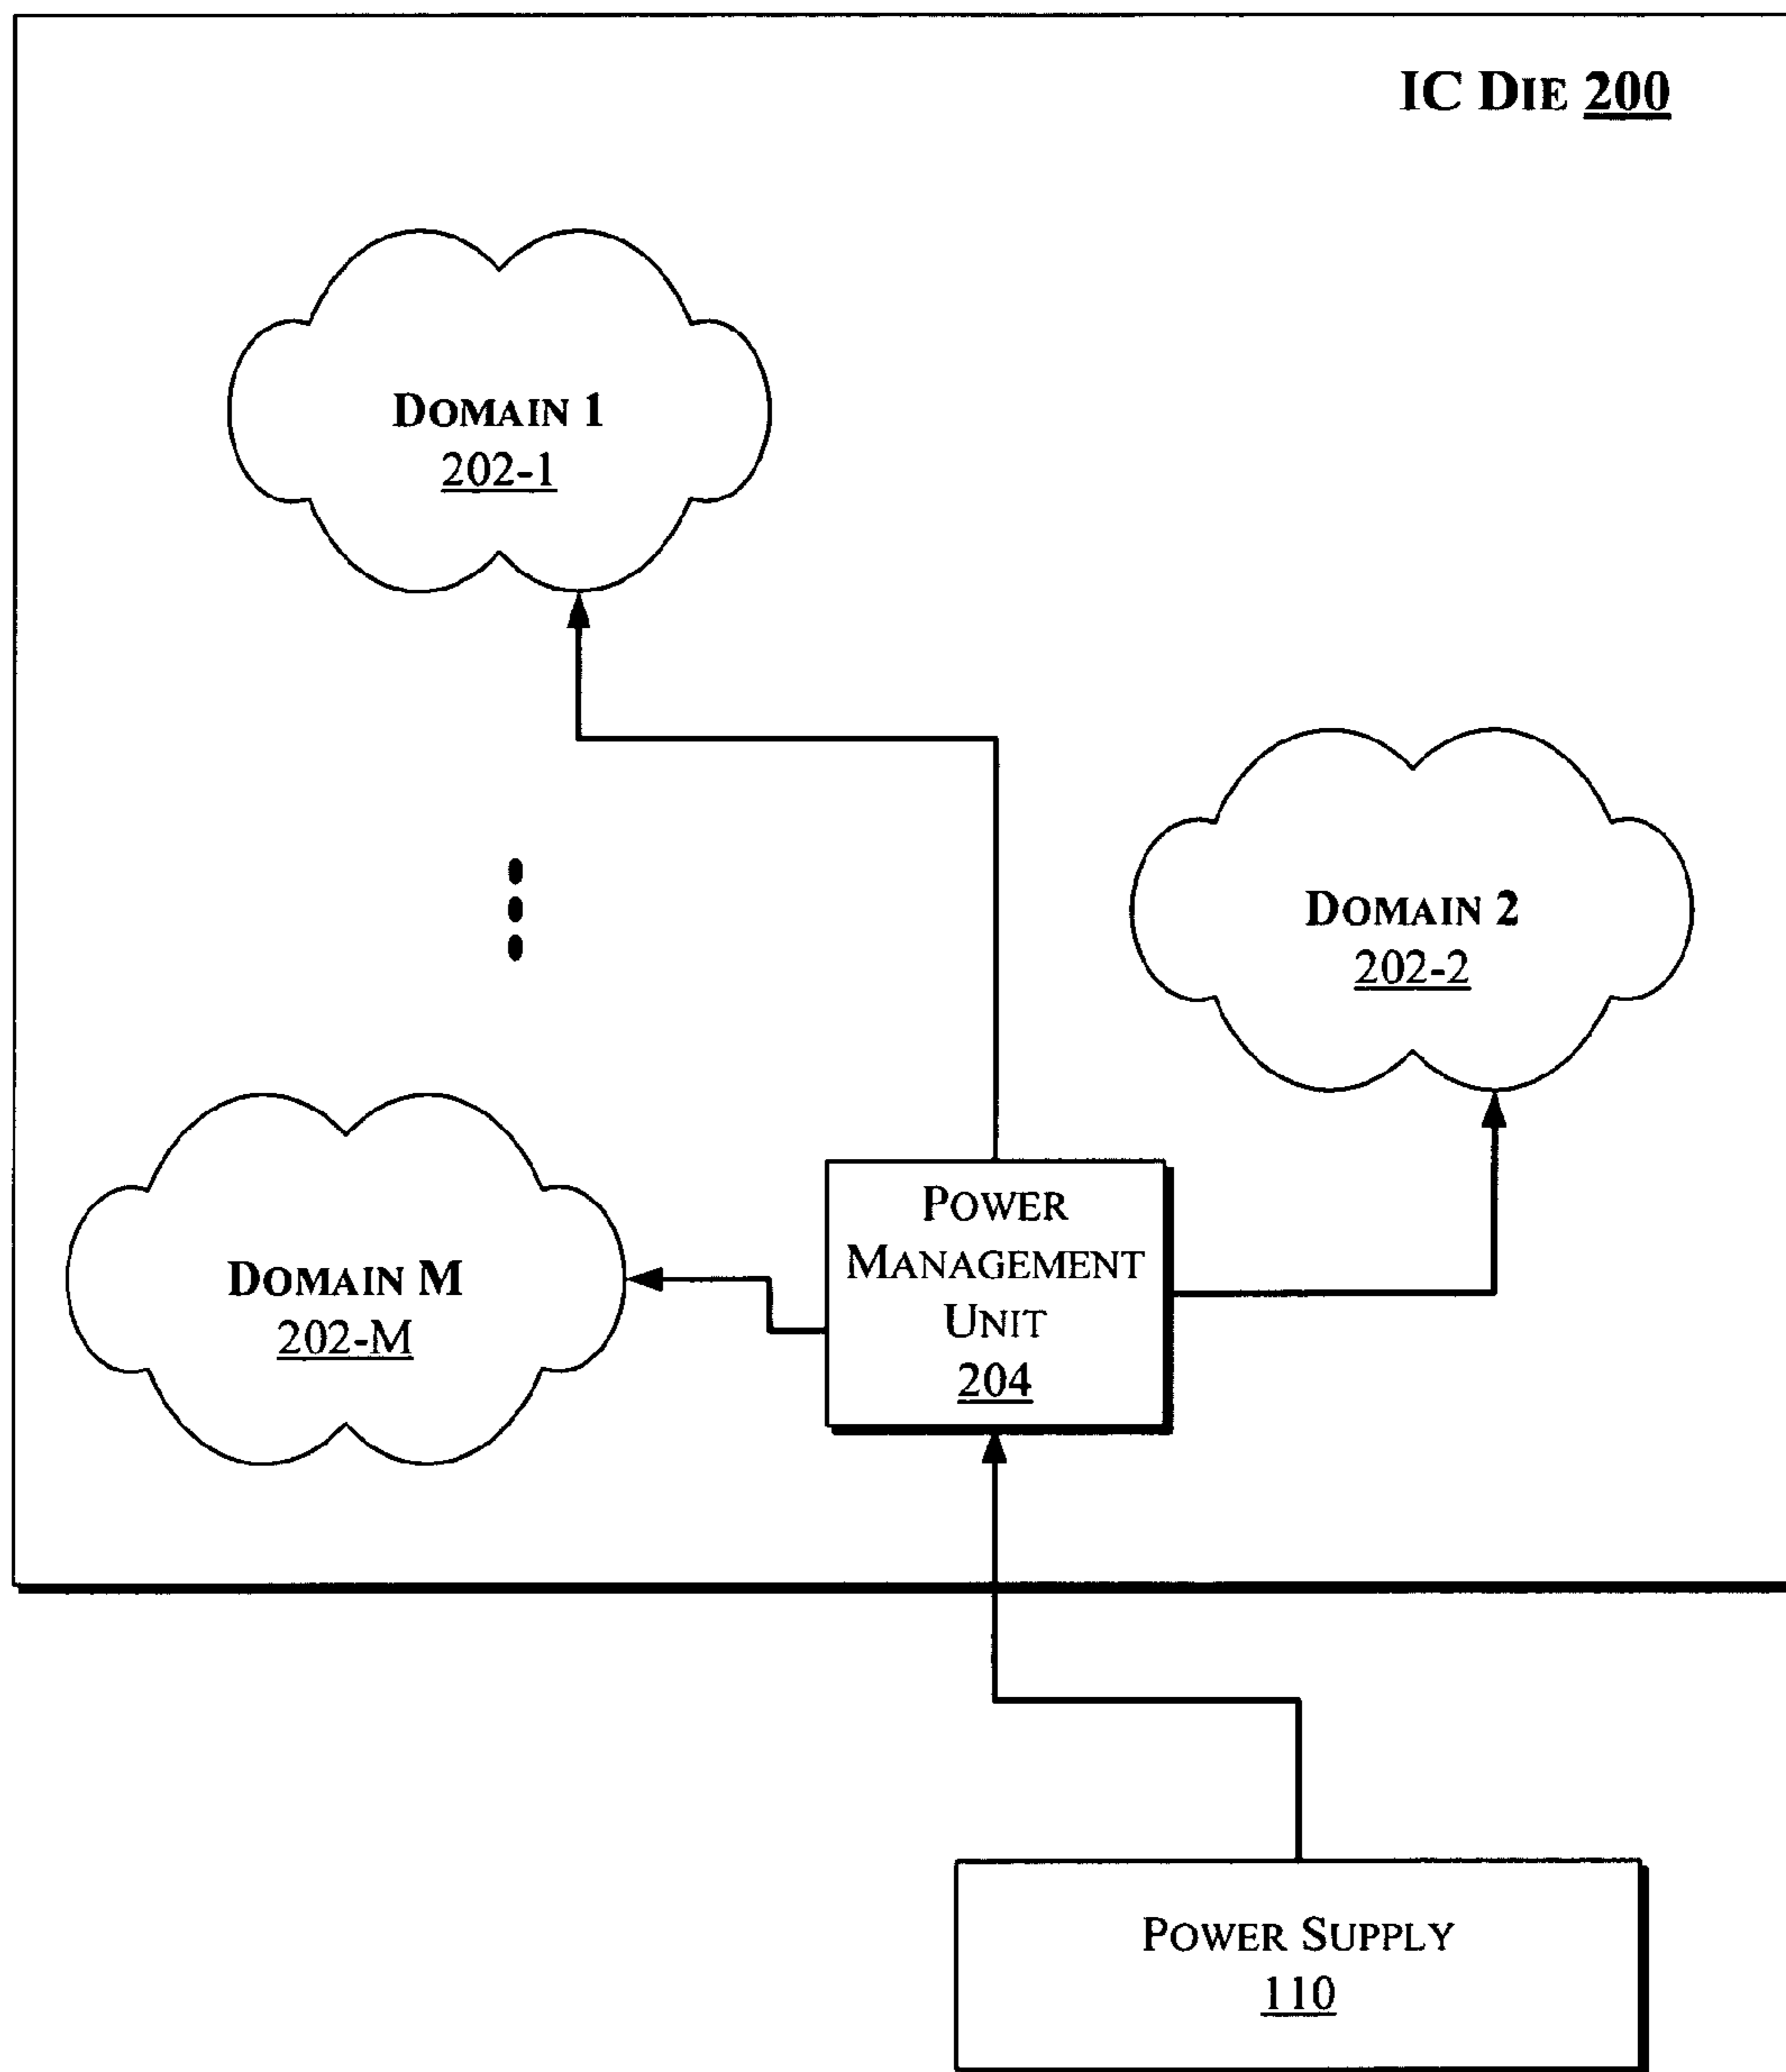 IC DIE 200
DOMAIN 1
202-1
DOMAIN 2
202-2
DOMAIN M
202-M
POWER
MANAGEMENT
UNIT
204
POWER SUPPLY
110